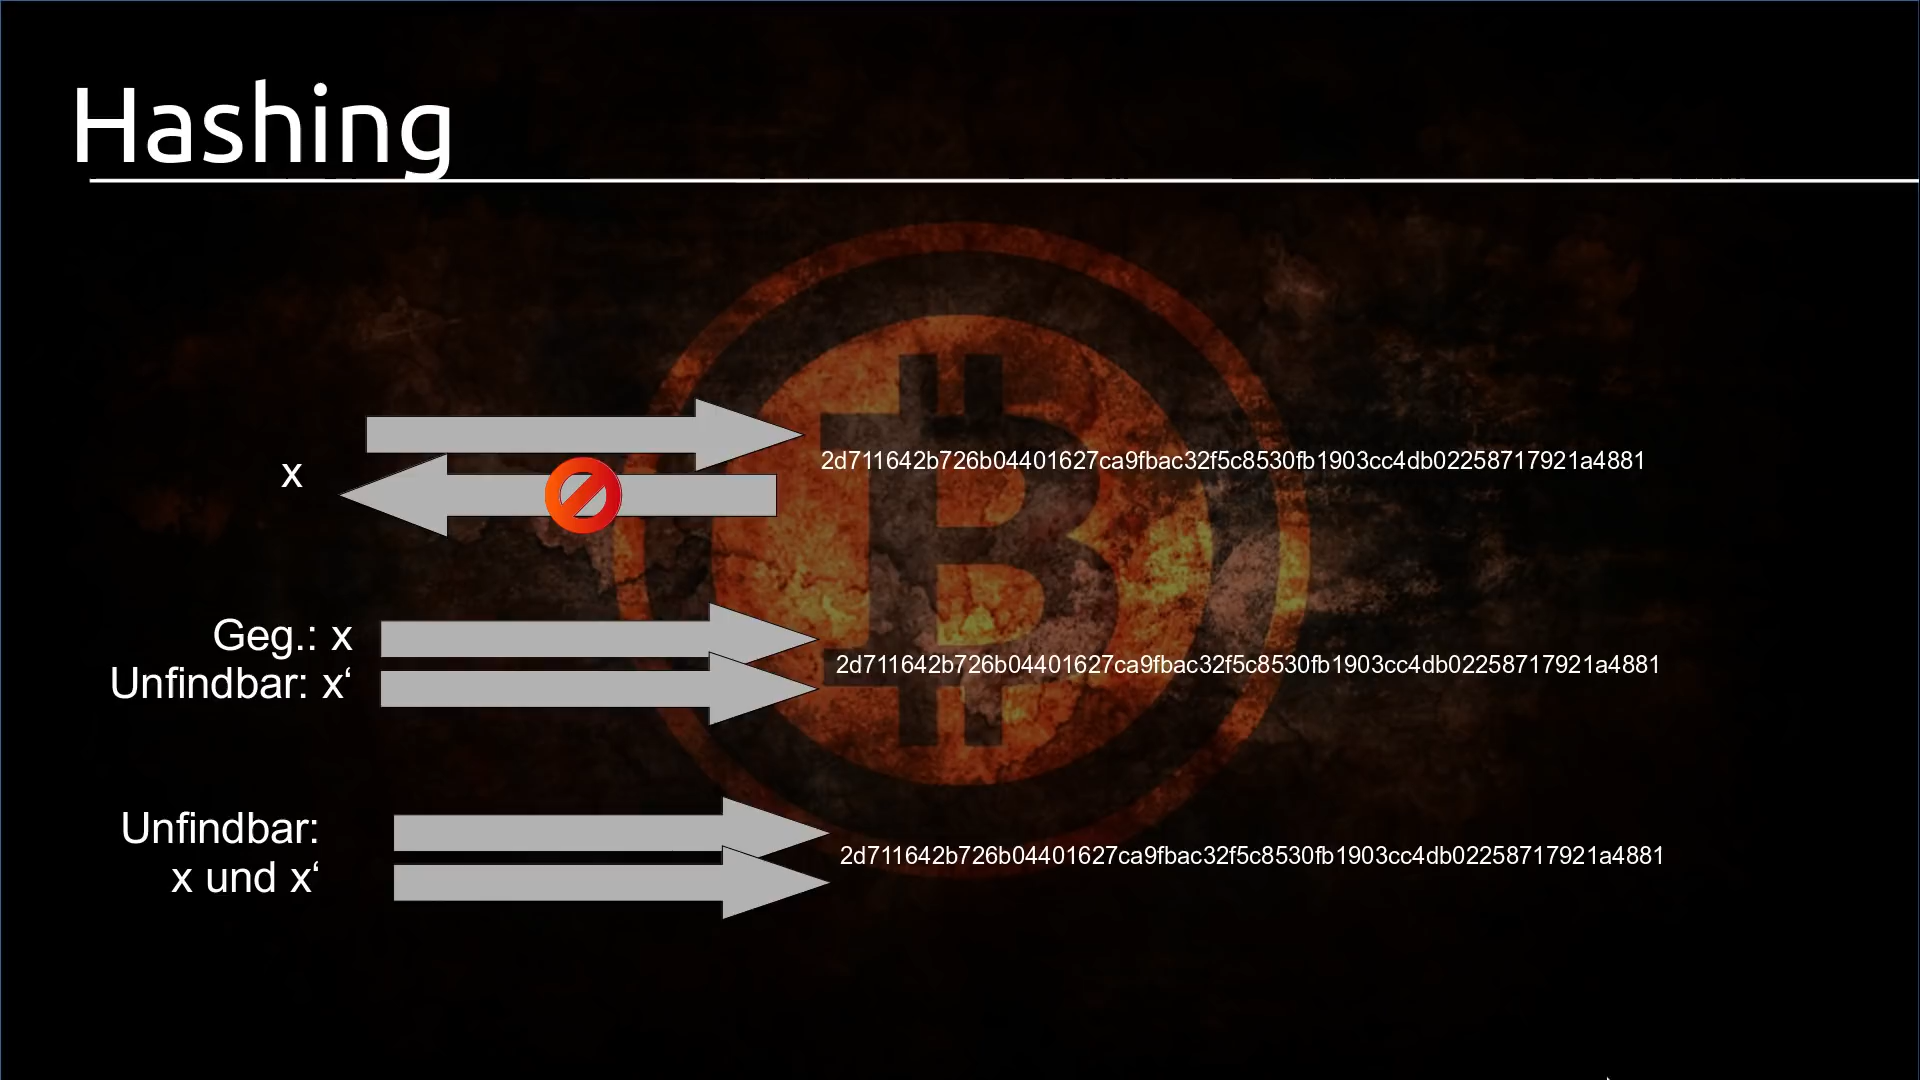 Hashing
x
2d711642b726b04401627ca9fbac32f5c8530fb1903cc4db02258717921a4881
Geg.: x
Unfindbar: x‘
2d711642b726b04401627ca9fbac32f5c8530fb1903cc4db02258717921a4881
Unfindbar:
x und x‘
2d711642b726b04401627ca9fbac32f5c8530fb1903cc4db02258717921a4881